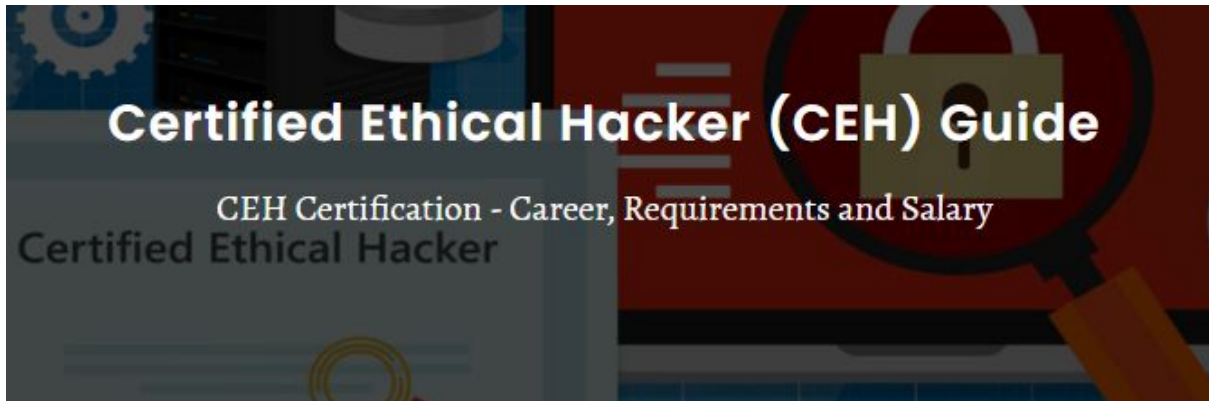 Certified Ethical Hacker (CEH) Guide
CEH Certification - Career, Requirements and Salary
Certified Ethical Hacker